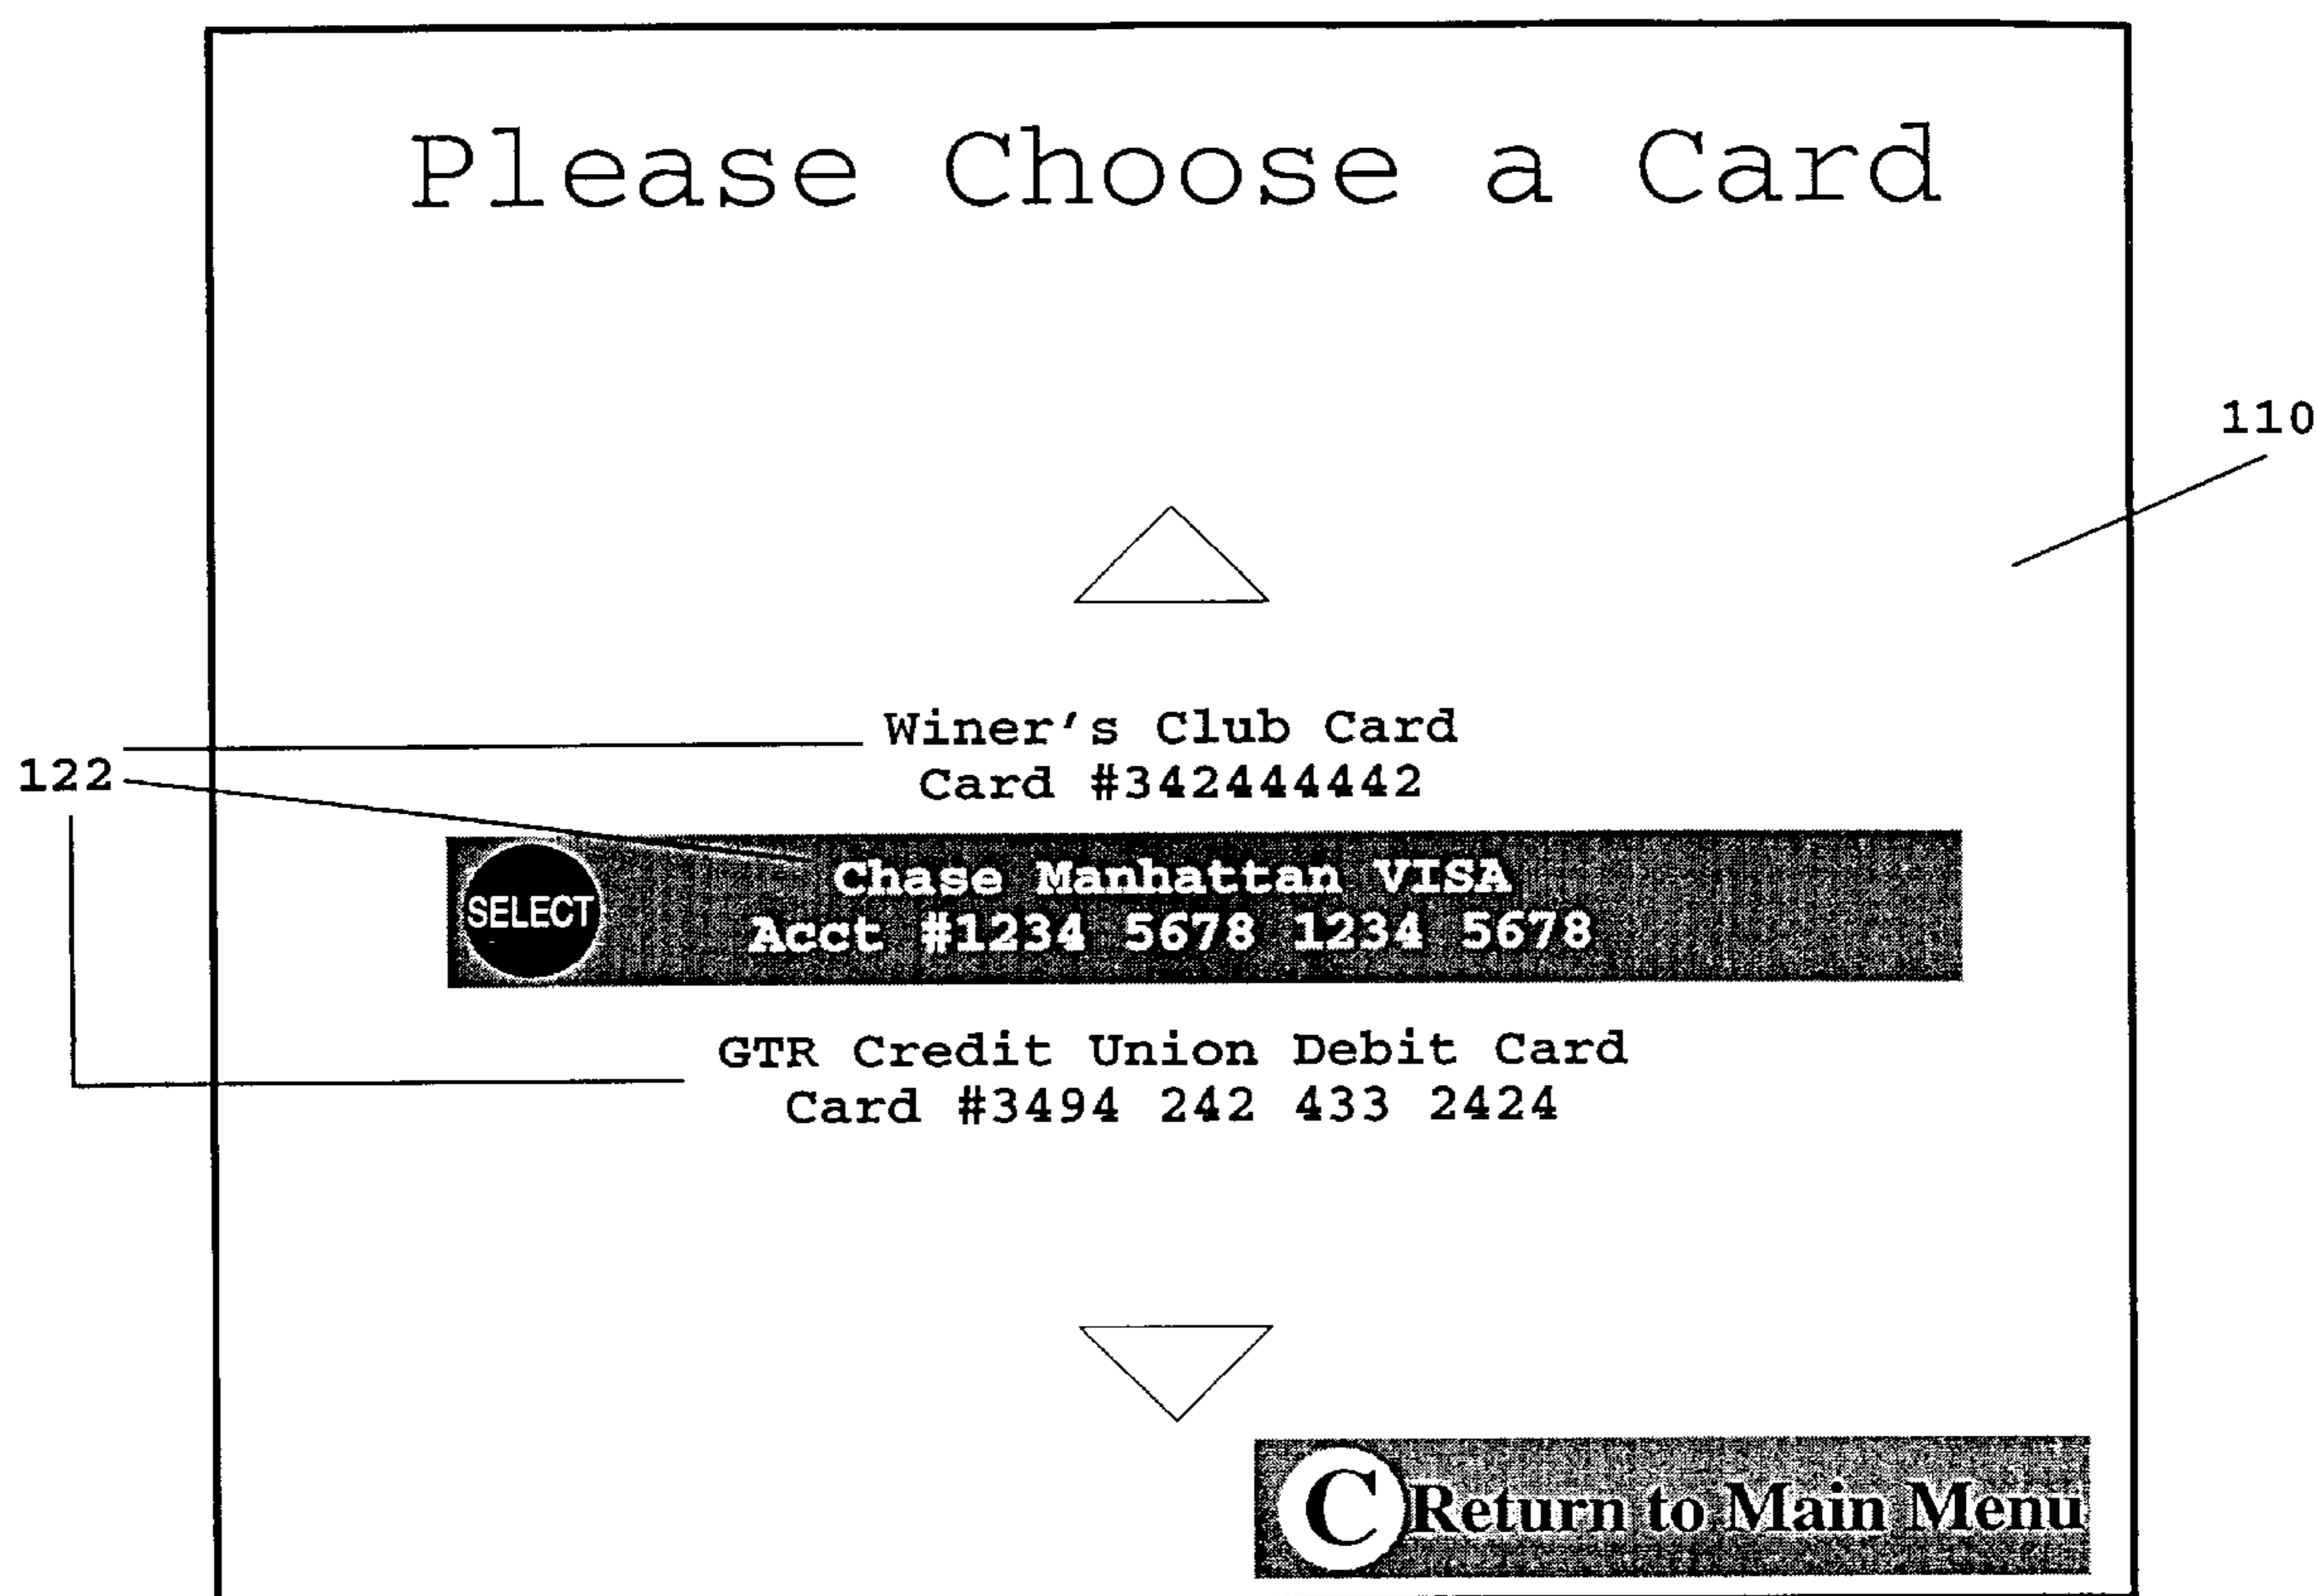 Please Choose a Card
110
Winer's Club Card
Card #342444442
122
SELECT
Chase Manhattan VISA
Acct #1234 5678 1234 5678
GTR Credit Union Debit Card
Card #3494 242 433 2424
C Return to Main Menu